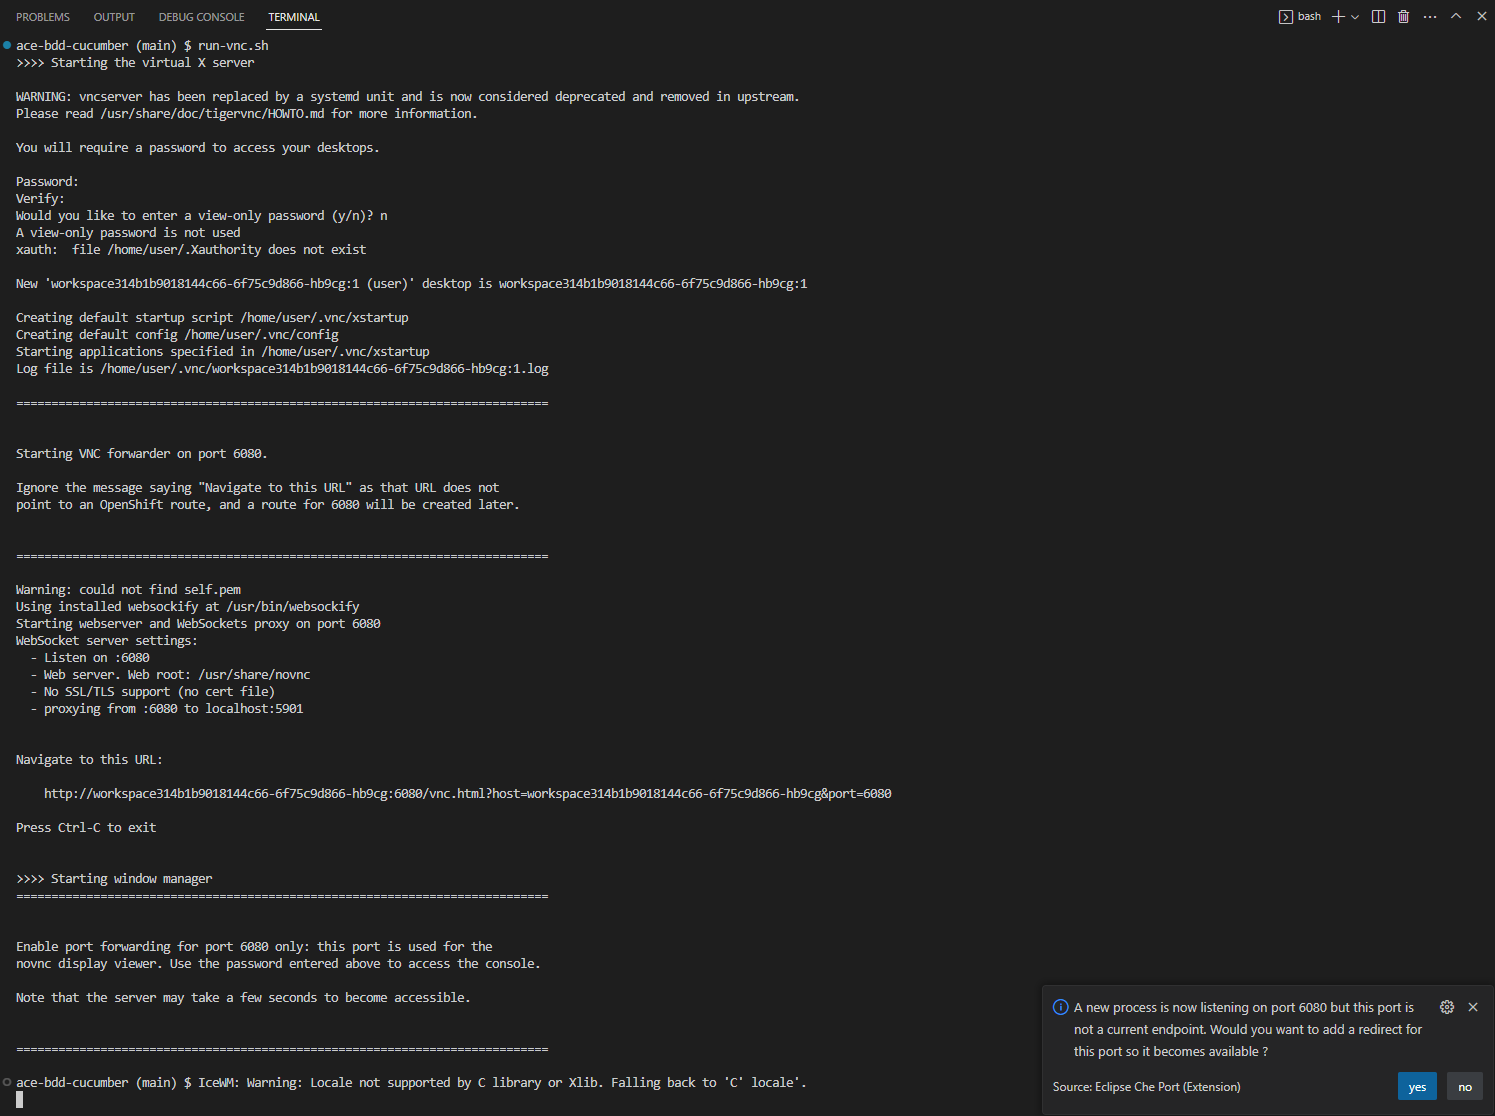 PROBLEMS OUTPUT DEBUG CONSOLE TERMINAL bash
ace-bdd-cucumber (main) $ run-vnc.sh
>>>> Starting the virtual X server
WARNING: vncserver has been replaced by a systemd unit and is now considered deprecated and removed in upstream.
Please read /usr/share/doc/tigervnc/HOWTO.md for more information.
You will require a password to access your desktops.
Password:
Verify:
Would you like to enter a view-only password (y/n)? n
A view-only password is not used
xauth:  file /home/user/.Xauthority does not exist
New 'workspace314b1b9018144c66-6f75c9d866-hb9cg:1 (user)' desktop is workspace314b1b9018144c66-6f75c9d866-hb9cg:1
Creating default startup script /home/user/.vnc/xstartup
Creating default config /home/user/.vnc/config
Starting applications specified in /home/user/.vnc/xstartup
Log file is /home/user/.vnc/workspace314b1b9018144c66-6f75c9d866-hb9cg:1.log
============================================================================
Starting VNC forwarder on port 6080.
Ignore the message saying "Navigate to this URL" as that URL does not
point to an OpenShift route, and a route for 6080 will be created later.
============================================================================
Warning: could not find self.pem
Using installed websockify at /usr/bin/websockify
Starting webserver and WebSockets proxy on port 6080
WebSocket server settings:
  - Listen on :6080
  - Web server. Web root: /usr/share/novnc
  - No SSL/TLS support (no cert file)
  - proxying from :6080 to localhost:5901
Navigate to this URL:
    http://workspace314b1b9018144c66-6f75c9d866-hb9cg:6080/vnc.html?host=workspace314b1b9018144c66-6f75c9d866-hb9cg&port=6080
Press Ctrl-C to exit
>>>> Starting window manager
============================================================================
Enable port forwarding for port 6080 only: this port is used for the
novnc display viewer. Use the password entered above to access the console.
Note that the server may take a few seconds to become accessible.
============================================================================
ace-bdd-cucumber (main) $ IceWM: Warning: Locale not supported by C library or Xlib. Falling back to 'C' locale'.
A new process is now listening on port 6080 but this port is
not a current endpoint. Would you want to add a redirect for
this port so it becomes available ?
Source: Eclipse Che Port (Extension) yes no